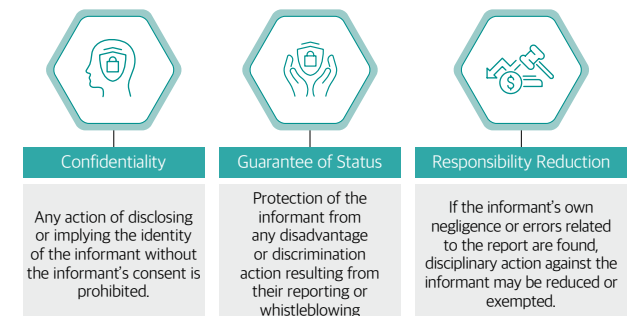 Confidentiality
Any action of disclosing
or implying the identity
of the informant without
the informant's consent is
prohibited.
Guarantee of Status
Protection of the
informant from
any disadvantage
or discrimination
action resulting from
their reporting or
whistleblowing
$
Responsibility Reduction
If the informant's own
negligence or errors related
to the report are found,
disciplinary action against the
informant may be reduced or
exempted.